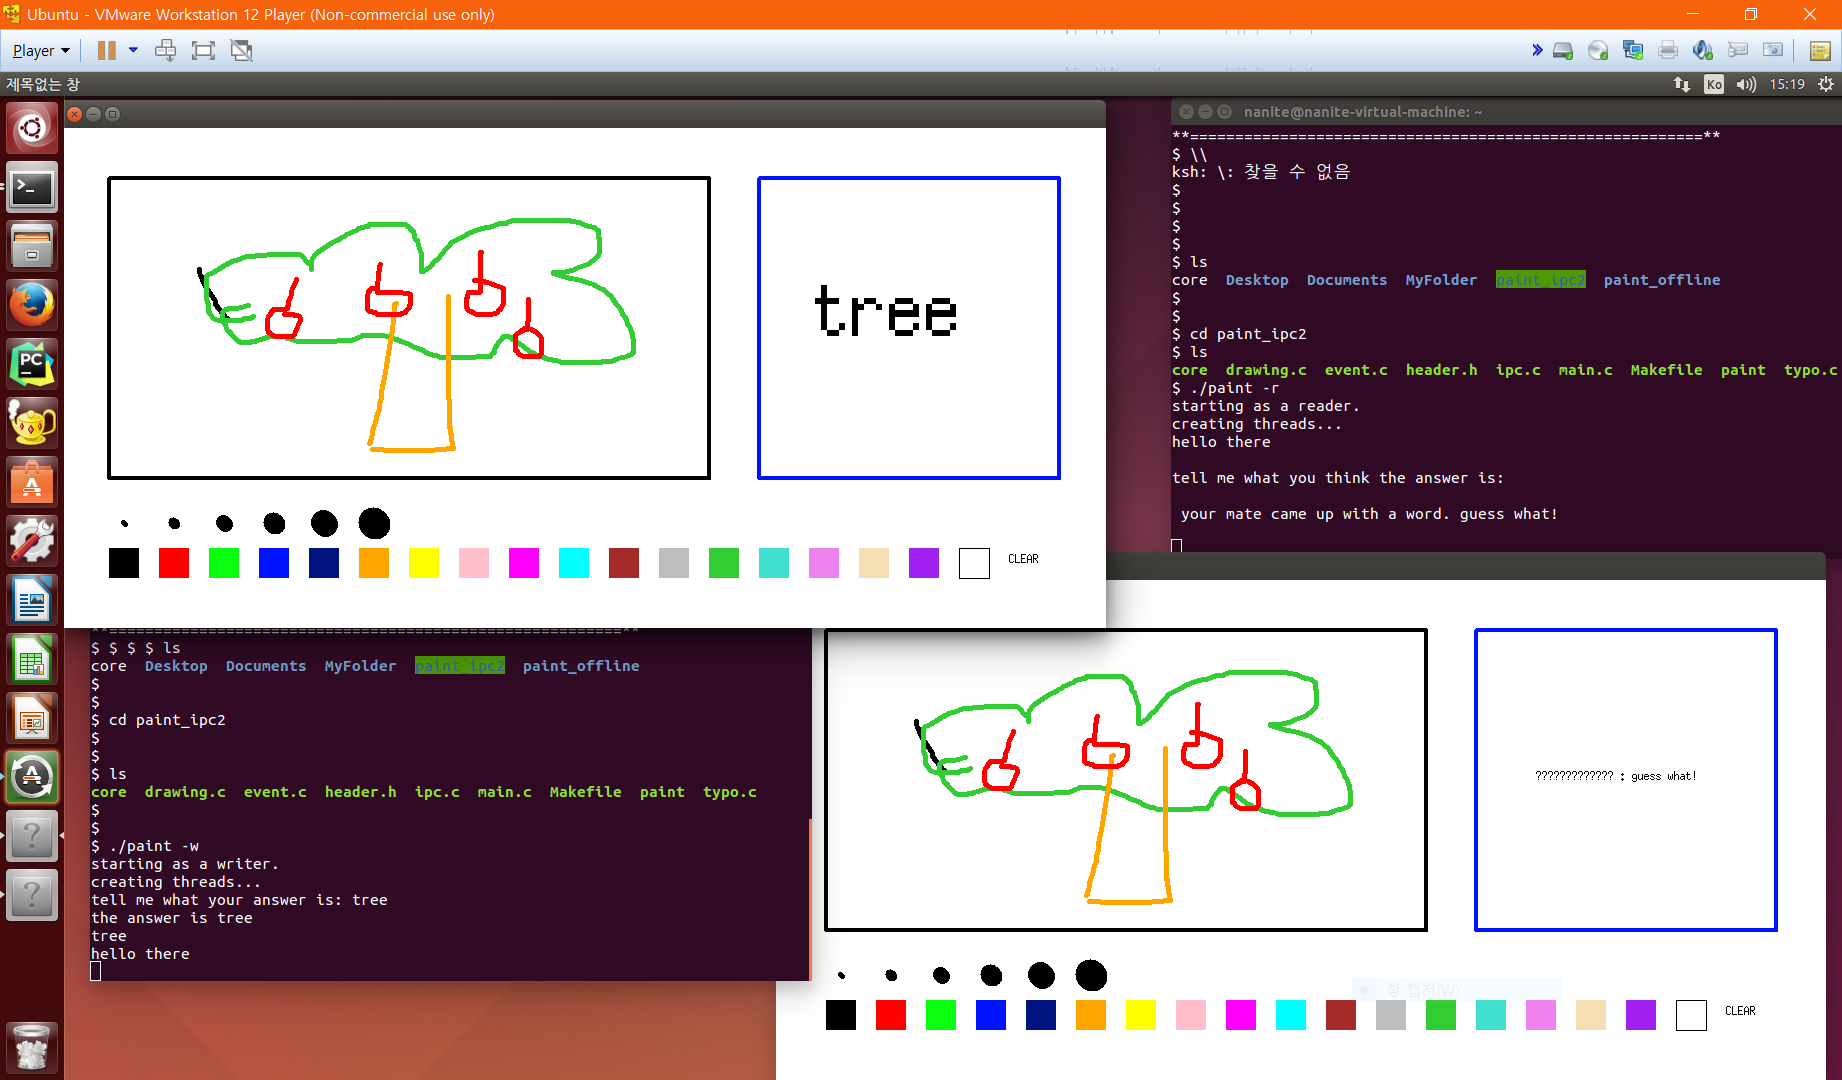 Ubuntu - VMware Workstation 12 Player (Non-commercial use only)
Player
제목없는 창
Ko
15:19
tree
CLEAR
nanite@nanite-virtual-machine: ~
**=========================================================**
$ \\
ksh: \: 찾을 수 없음
$
$
$
$
$ ls
core Desktop Documents MyFolder paint_ipc2 paint_offline
$
$
$ cd paint_ipc2
$ ls
core drawing.c event.c header.h ipc.c main.c Makefile paint typo.c
$ ./paint -r
starting as a reader.
creating threads...
hello there
tell me what you think the answer is:
your mate came up with a word. guess what!
**=========================================================**
$ $ $ $ ls
core Desktop Documents MyFolder paint_ipc2 paint_offline
$
$
$ cd paint_ipc2
$
$
$ ls
core drawing.c event.c header.h ipc.c main.c Makefile paint typo.c
$
$
$ ./paint -w
starting as a writer.
creating threads...
tell me what your answer is: tree
the answer is tree
tree
hello there
????????????? : guess what!
창 캡처(W)
CLEAR
PC